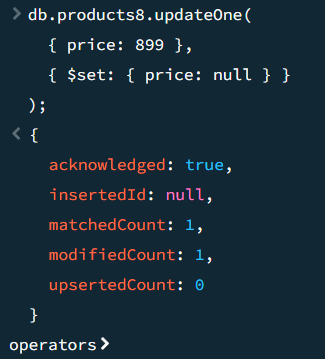 > db.products8.updateOne(
{ price: 899 },
{ $set: { price: null } }
);
< {
acknowledged: true,
insertedId: null,
matchedCount: 1,
modifiedCount: 1,
upsertedCount: 0
}
operators>